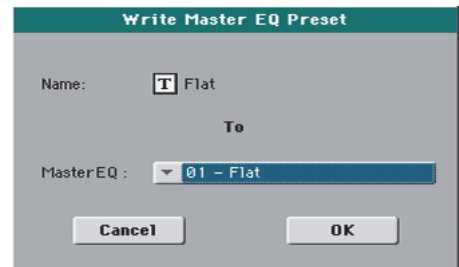 Write Master EQ Preset
Name: T Flat
To
MasterEQ : 01 - Flat
Cancel OK